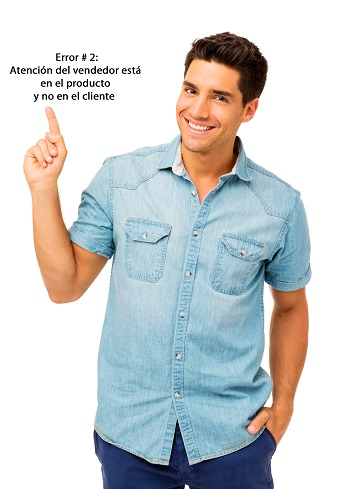 Error # 2:
Atención del vendedor está
en el producto
y no en el cliente